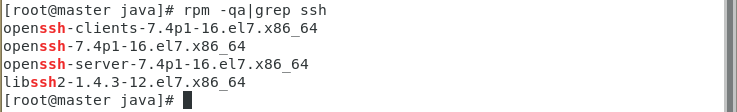 [root@master java]# rpm -qa|grep ssh
openssh-clients-7.4p1-16.el7.x86_64
openssh-7.4p1-16.el7.x86_64
openssh-server-7.4p1-16.el7.x86_64
libssh2-1.4.3-12.el7.x86_64
[root@master java]#